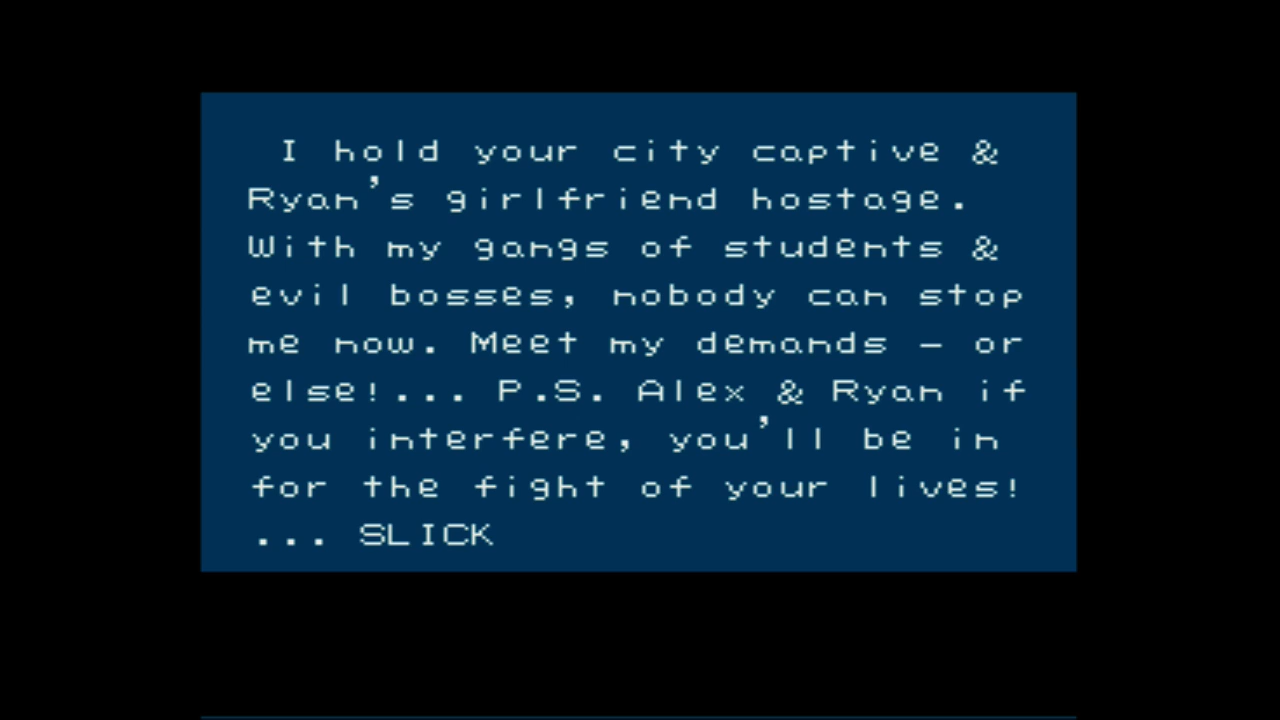 I hold your city captive &
Ryan's girlfriend hostage.
With my gangs of students &
evil bosses, nobody can stop
me now. Meet my demands – or
else!... P.S. Alex & Ryan if
you interfere, you'll be in
for the fight of your lives!
... SLICK